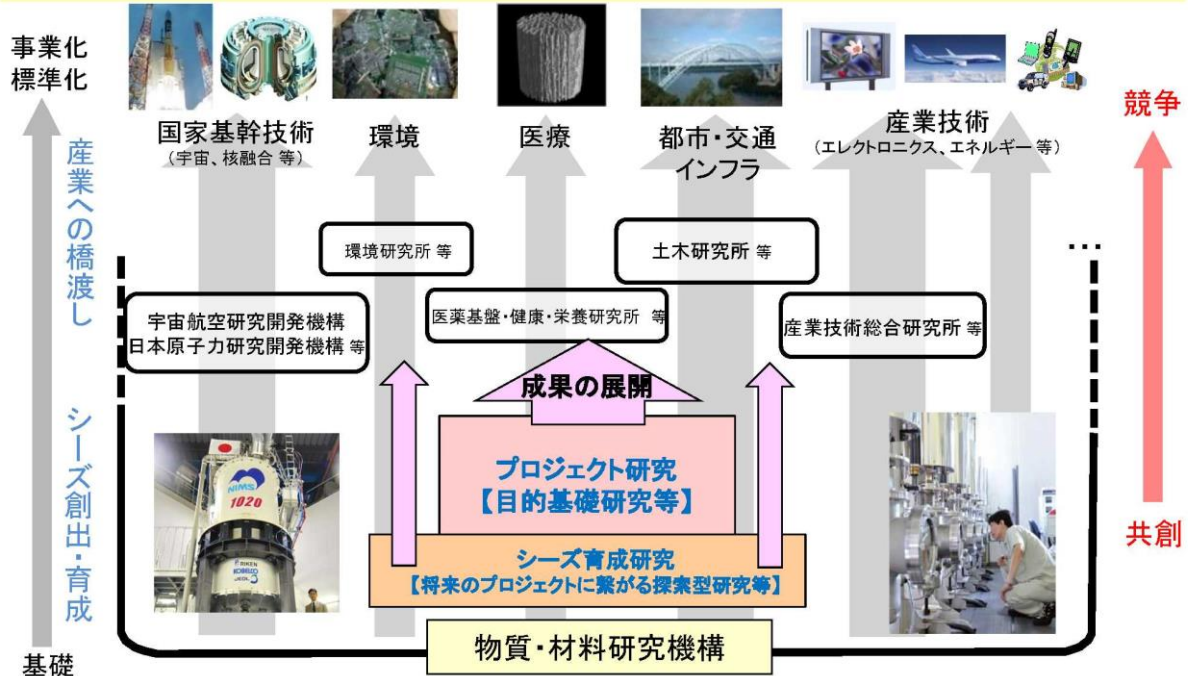 事業化
標準化
産業への橋渡し
シーズ創出・育成
基礎
国家基幹技術
(宇宙、核融合 等)
環境
医療
都市・交通
インフラ
産業技術
(エレクトロニクス、エネルギー 等)
競争
共創
環境研究所 等
土木研究所 等
...
宇宙航空研究開発機構
日本原子力研究開発機構 等
医薬基盤・健康・栄養研究所 等
産業技術総合研究所 等
成果の展開
プロジェクト研究
【目的基礎研究等】
シーズ育成研究
【将来のプロジェクトに繋がる探索型研究等】
NIMS
1020
RIKEN
KOBELCO
JEOL
物質・材料研究機構